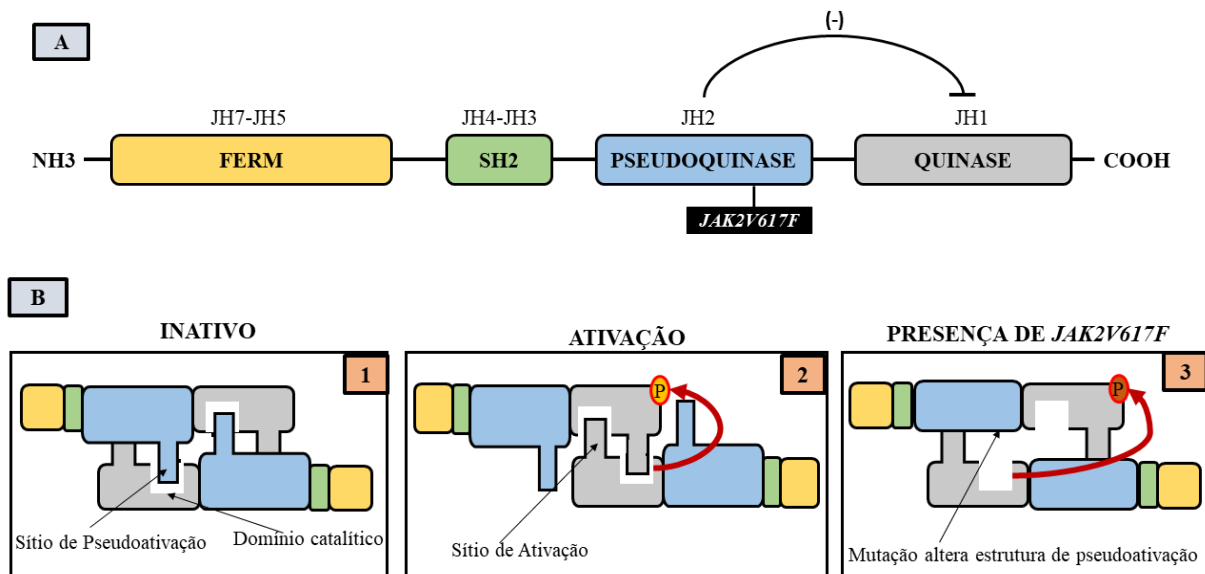 A
(-)
JH7-JH5
JH4-JH3
JH2
JH1
NH3
FERM
SH2
PSEUDOQUINASE
QUINASE
COOH
JAK2V617F
B
INATIVO
1
Sítio de Pseudoativação
Domínio catalítico
ATIVAÇÃO
2
P
Sítio de Ativação
PRESENÇA DE JAK2V617F
3
P
Mutação altera estrutura de pseudoativação